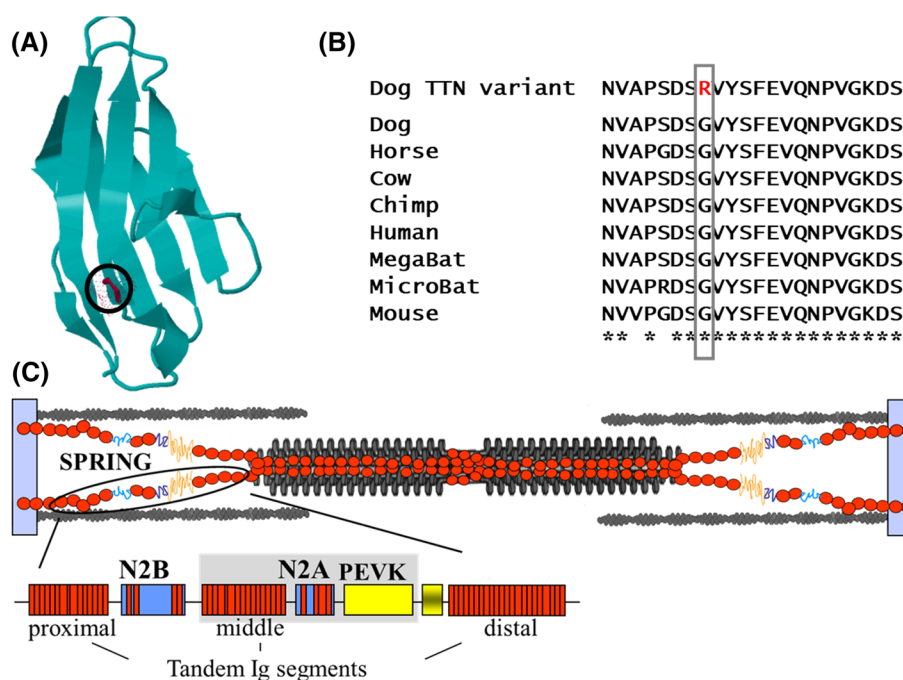 (A)
(B)
Dog TTN variant NVAPSDSRVYSFEVQNPVGKDS
Dog NVAPSDSGVYSFEVQNPVGKDS
Horse NVAPGDSGVYSFEVQNPVGKDS
Cow NVAPSDSGVYSFEVQNPVGKDS
Chimp NVAPSDSGVYSFEVQNPVGKDS
Human NVAPSDSGVYSFEVQNPVGKDS
MegaBat NVAPSDSGVYSFEVQNPVGKDS
MicroBat NVAPRDSGVYSFEVQNPVGKDS
Mouse NVVPGDSGVYSFEVQNPVGKDS
** * *****************
(C)
SPRING
N2B N2A PEVK
proximal middle distal
Tandem Ig segments